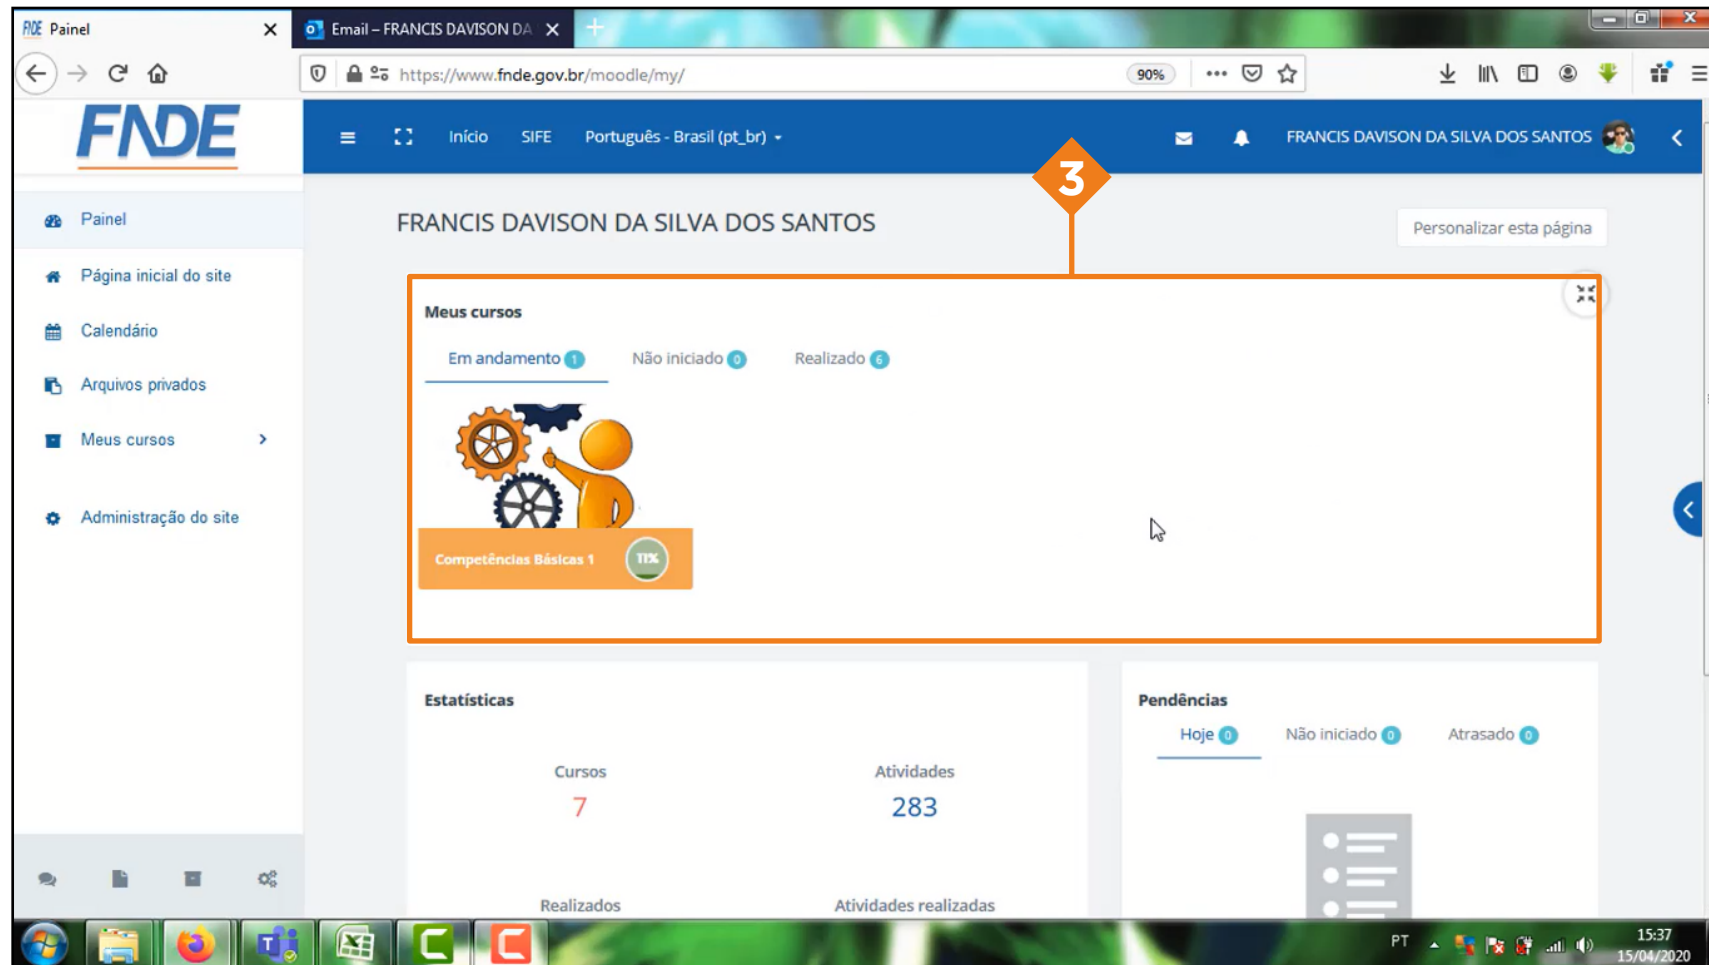 FNDE Painel
Email – FRANCIS DAVISON DA
https://www.fnde.gov.br/moodle/my/
90%
FNDE
Início SIFE Português - Brasil (pt_br)
FRANCIS DAVISON DA SILVA DOS SANTOS
3
Painel
Página inicial do site
Calendário
Arquivos privados
Meus cursos
Administração do site
FRANCIS DAVISON DA SILVA DOS SANTOS
Personalizar esta página
Meus cursos
Em andamento 1 Não iniciado 0 Realizado 6
Competências Básicas 1 11%
Estatísticas
Cursos Atividades
7 283
Realizados Atividades realizadas
Pendências
Hoje 0 Não iniciado 0 Atrasado 0
PT
15:37
15/04/2020